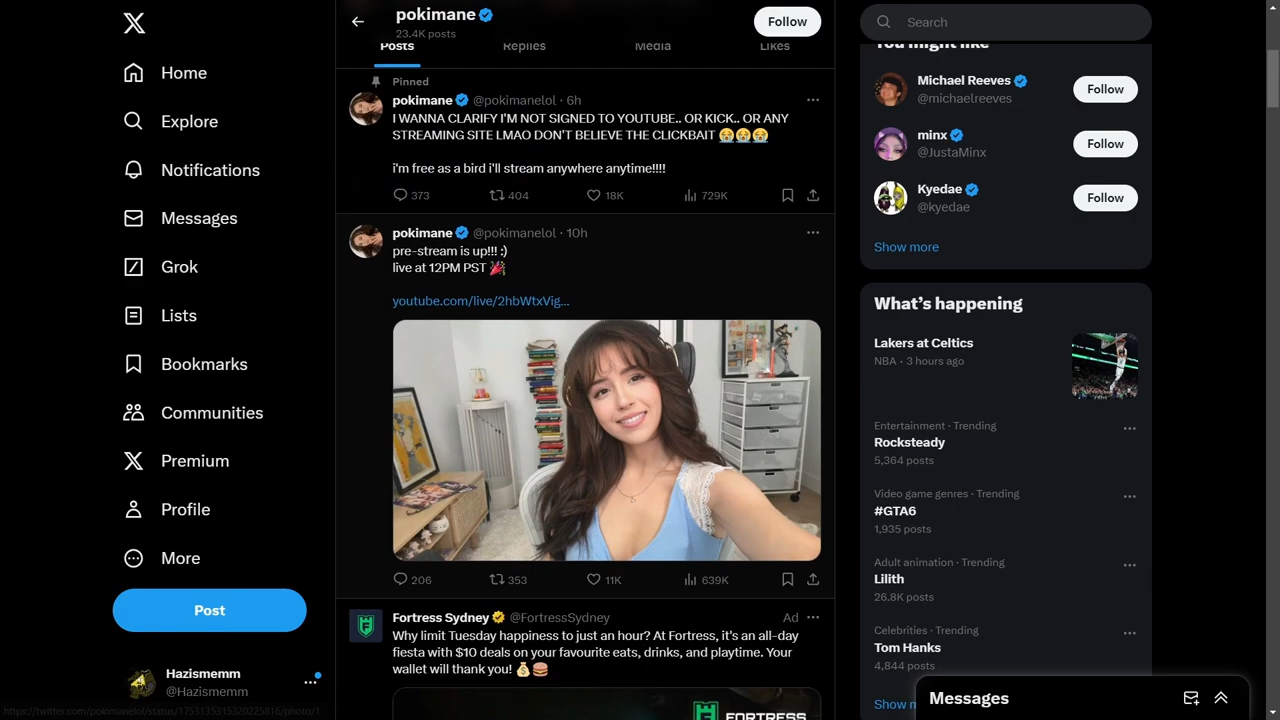 pokimane
23.4K posts
Follow
Posts
Replies
Media
Likes
Home
Explore
Notifications
Messages
Grok
Lists
Bookmarks
Communities
Premium
Profile
More
Post
Hazismemm
@Hazismemm
Pinned
pokimane @pokimanelol · 6h
I WANNA CLARIFY I'M NOT SIGNED TO YOUTUBE.. OR KICK.. OR ANY
STREAMING SITE LMAO DON'T BELIEVE THE CLICKBAIT 😭😭😭
i'm free as a bird i'll stream anywhere anytime!!!!
373 404 18K 729K
pokimane @pokimanelol · 10h
pre-stream is up!!! :)
live at 12PM PST 🎉
youtube.com/live/2hbWtxVig...
206 353 11K 639K
Fortress Sydney @FortressSydney Ad
Why limit Tuesday happiness to just an hour? At Fortress, it's an all-day
fiesta with $10 deals on your favourite eats, drinks, and playtime. Your
wallet will thank you! 💰🍔
FORTRESS
Search
You might like
Michael Reeves
@michaelreeves
Follow
minx
@JustaMinx
Follow
Kyedae
@kyedae
Follow
Show more
What's happening
Lakers at Celtics
NBA · 3 hours ago
Entertainment · Trending
Rocksteady
5,364 posts
Video game genres · Trending
#GTA6
1,935 posts
Adult animation · Trending
Lilith
26.8K posts
Celebrities · Trending
Tom Hanks
4,844 posts
Show
Messages